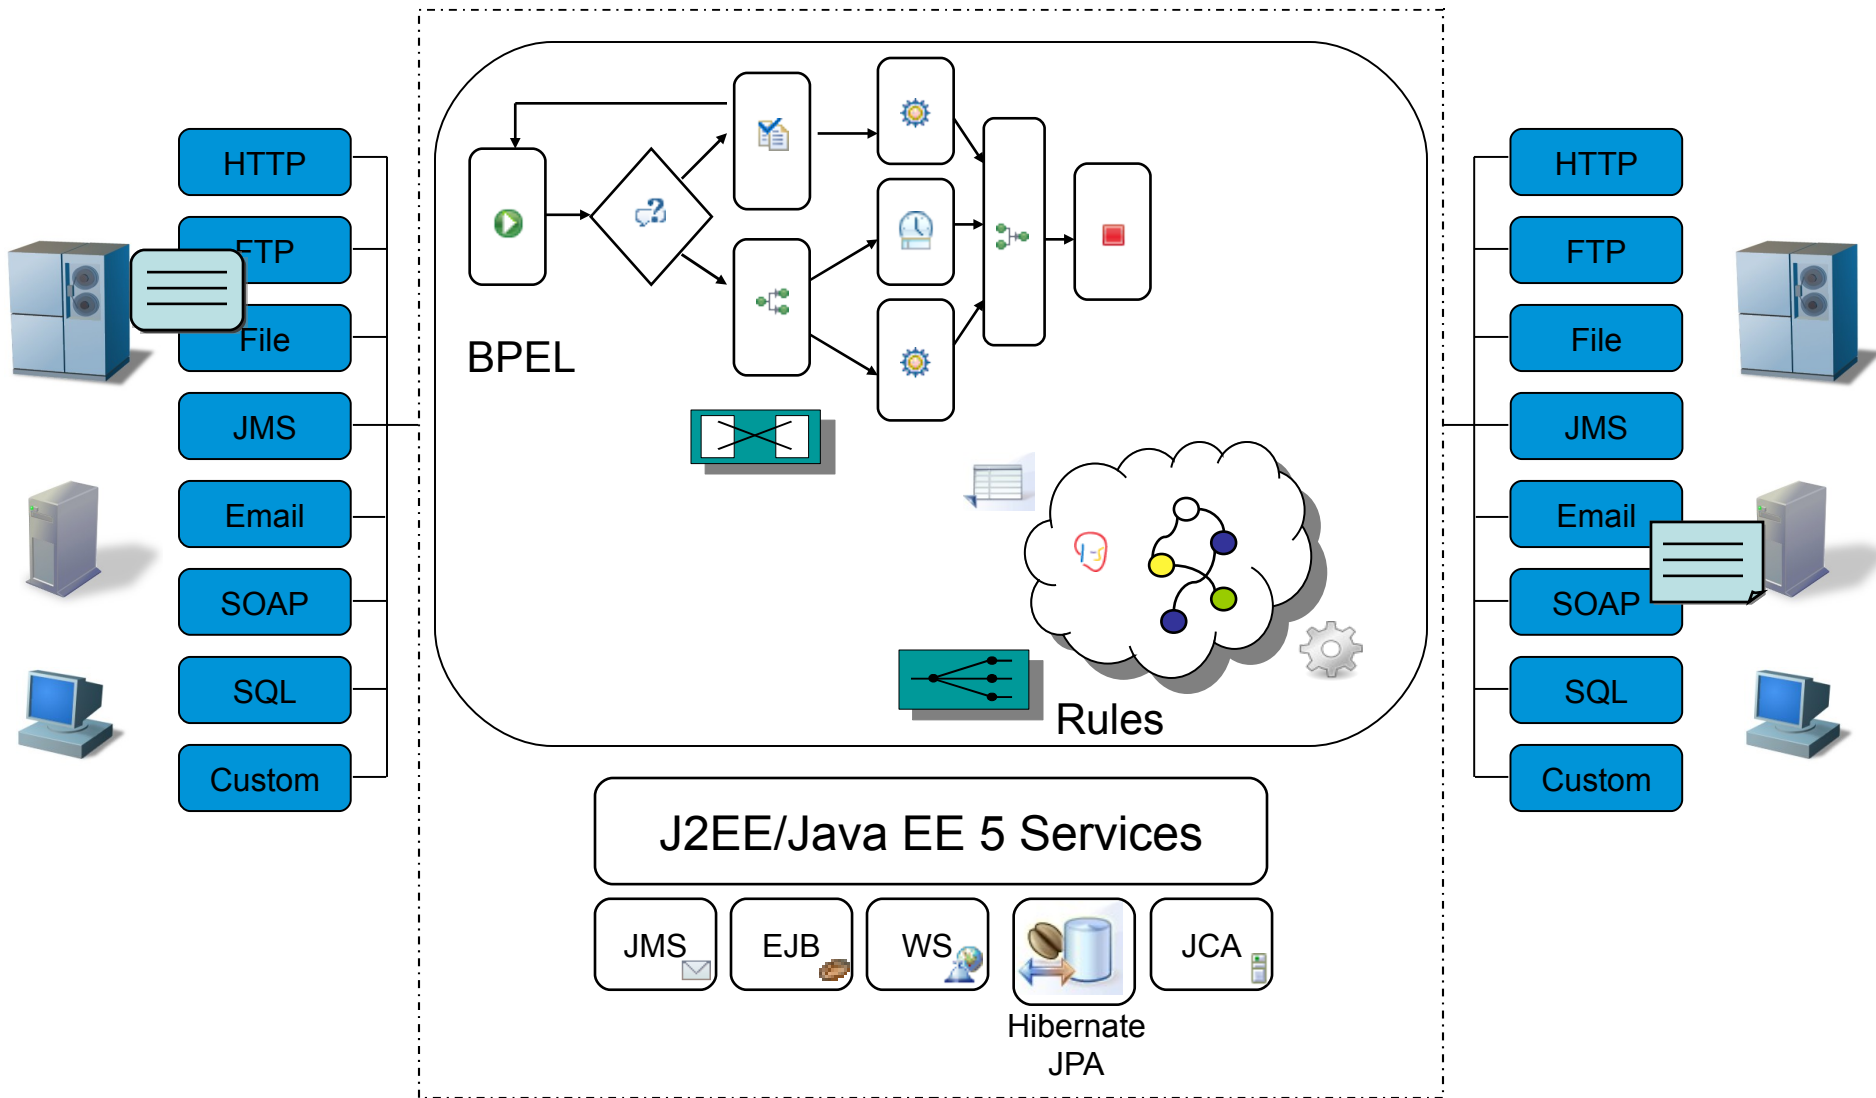 HTTP
FTP
File
JMS
Email
SOAP
SQL
Custom
BPEL
Rules
J2EE/Java EE 5 Services
JMS
EJB
WS
JCA
Hibernate
JPA
HTTP
FTP
File
JMS
Email
SOAP
SQL
Custom